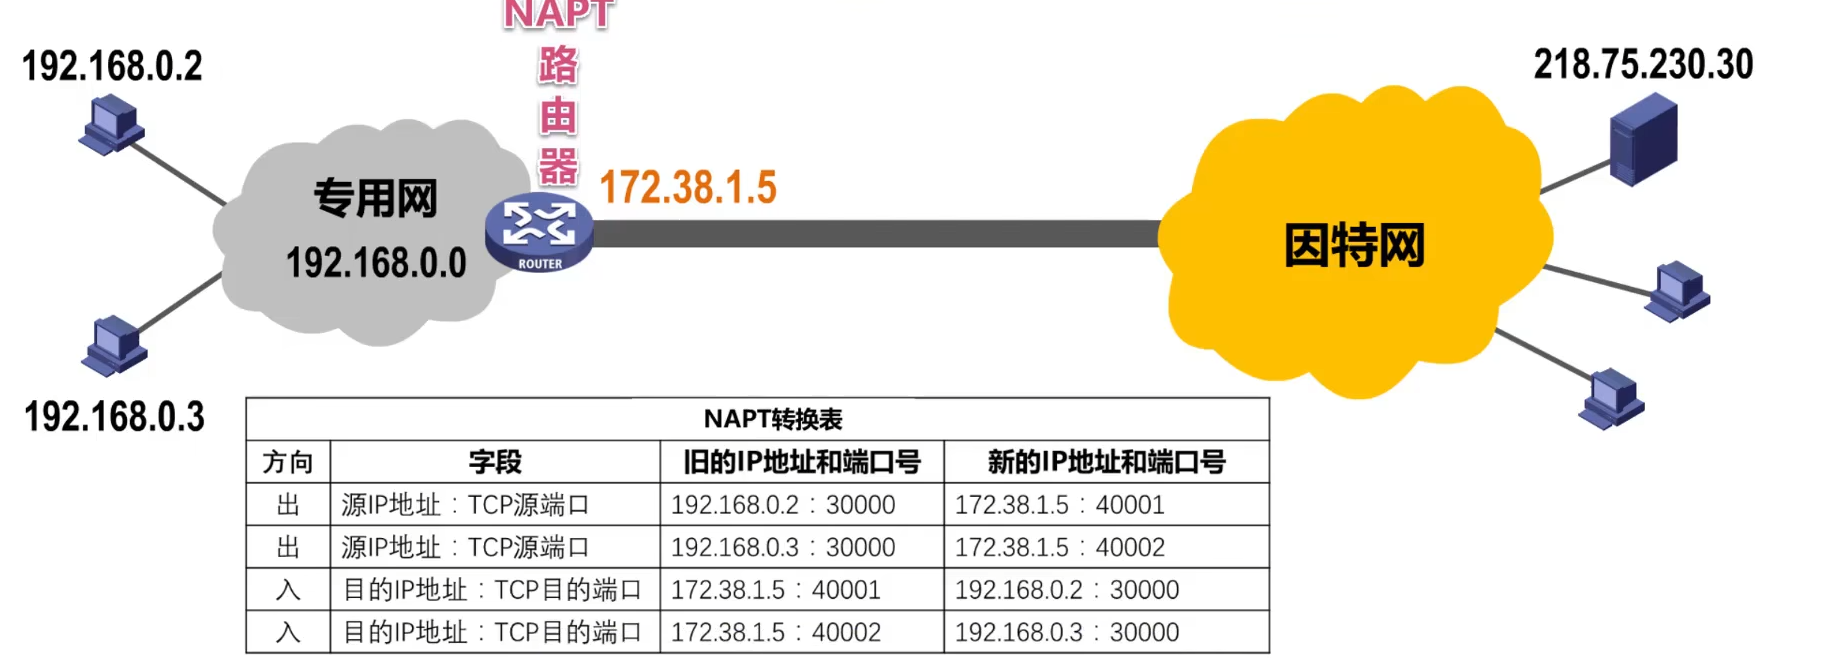 NAPT
路
由
器
192.168.0.2
218.75.230.30
172.38.1.5
专用网
192.168.0.0
ROUTER
因特网
192.168.0.3
NAPT转换表
方向 字段 旧的IP地址和端口号 新的IP地址和端口号
出 源IP地址：TCP源端口 192.168.0.2：30000 172.38.1.5：40001
出 源IP地址：TCP源端口 192.168.0.3：30000 172.38.1.5：40002
入 目的IP地址：TCP目的端口 172.38.1.5：40001 192.168.0.2：30000
入 目的IP地址：TCP目的端口 172.38.1.5：40002 192.168.0.3：30000